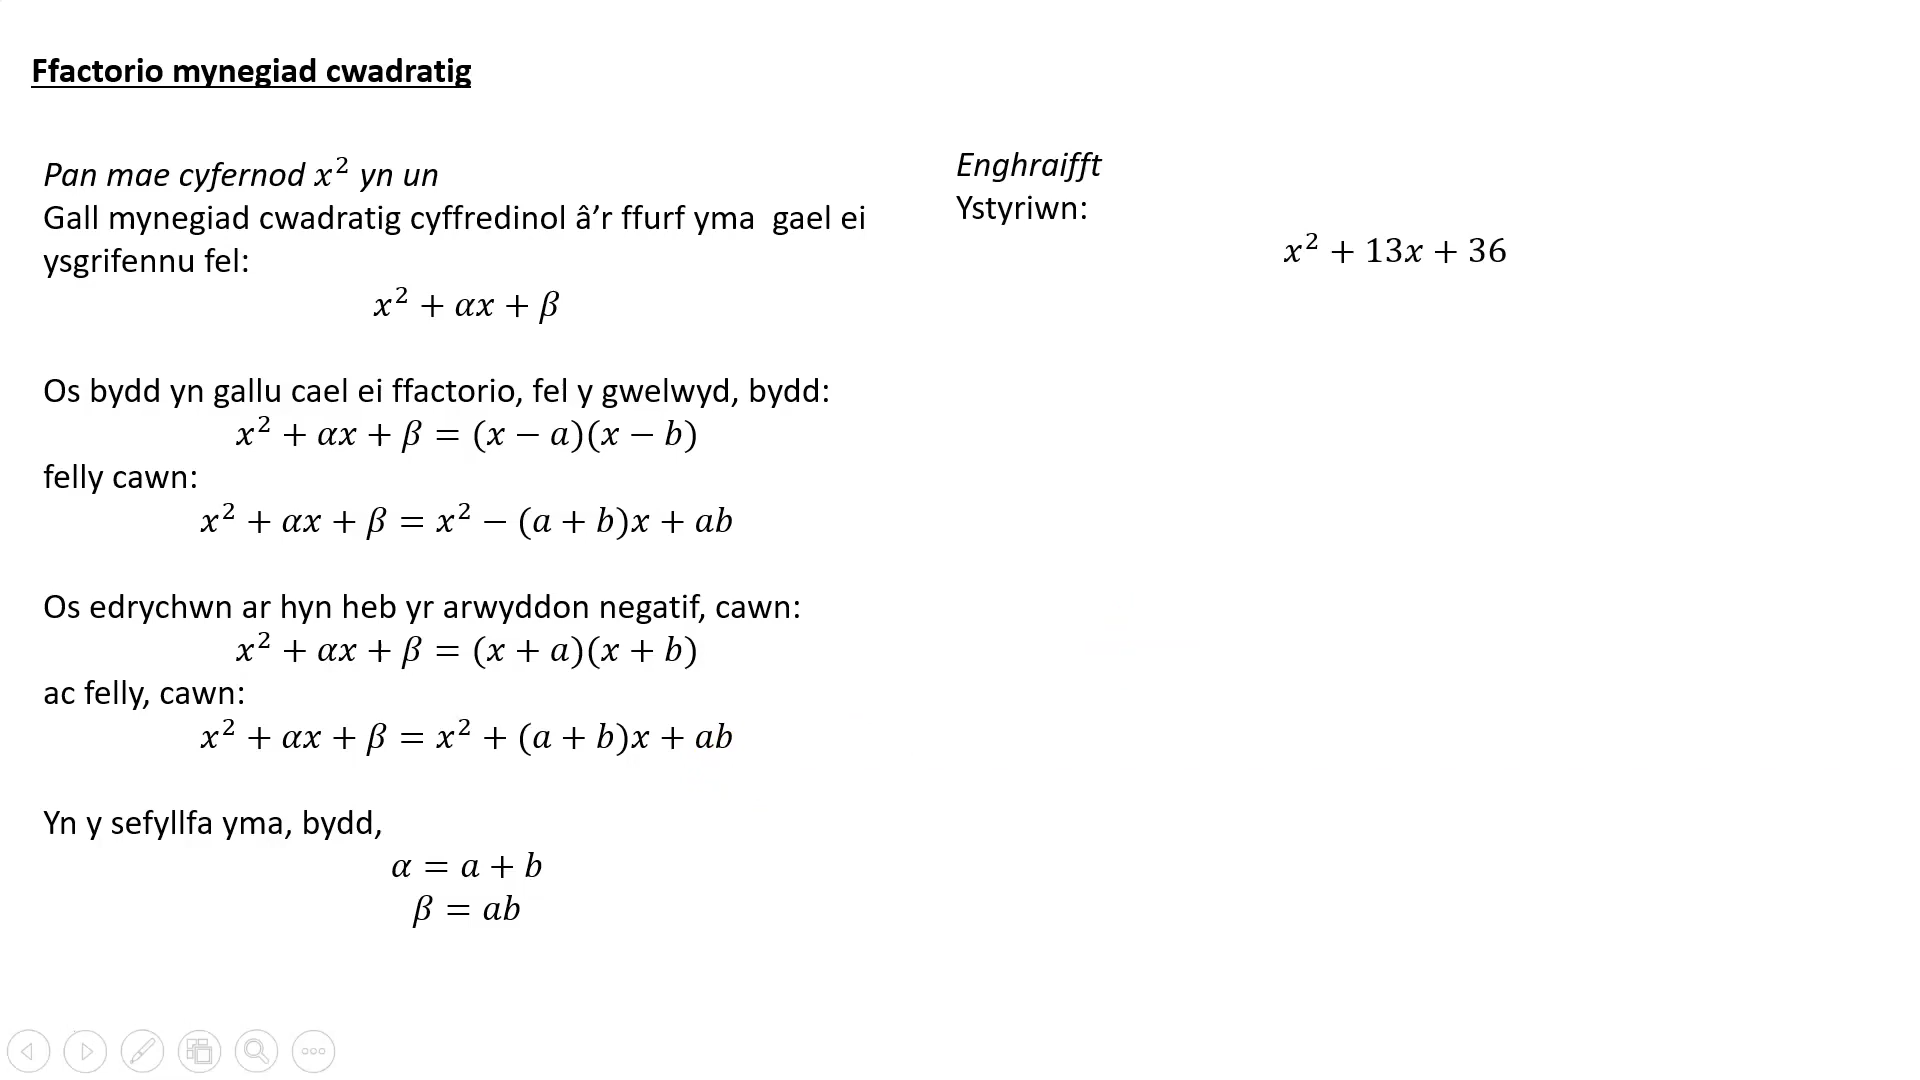 Ffactorio mynegiad cwadratig
Pan mae cyfernod x² yn un
Gall mynegiad cwadratig cyffredinol â’r ffurf yma  gael ei
ysgrifennu fel:
x² + αx + β
Os bydd yn gallu cael ei ffactorio, fel y gwelwyd, bydd:
x² + αx + β = (x − a)(x − b)
felly cawn:
x² + αx + β = x² − (a + b)x + ab
Os edrychwn ar hyn heb yr arwyddon negatif, cawn:
x² + αx + β = (x + a)(x + b)
ac felly, cawn:
x² + αx + β = x² + (a + b)x + ab
Yn y sefyllfa yma, bydd,
α = a + b
β = ab
Enghraifft
Ystyriwn:
x² + 13x + 36